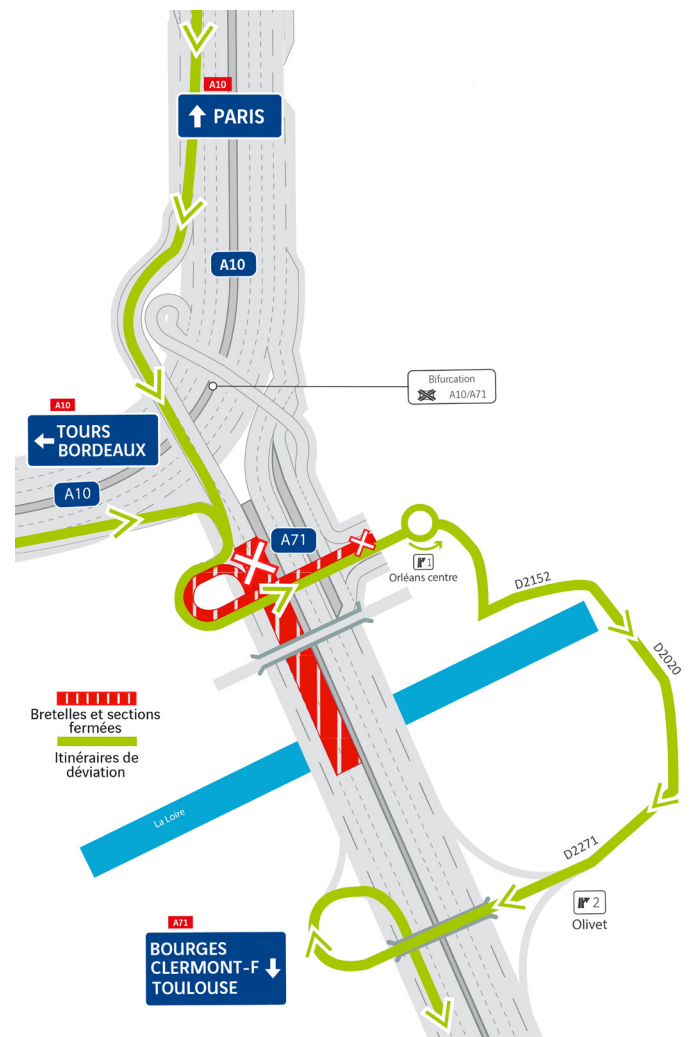 A10
PARIS
A10
Bifurcation
A10/A71
A10
TOURS
BORDEAUX
A10
A71
1
Orléans centre
D2152
D2020
Bretelles et sections
fermées
Itinéraires de
déviation
La Loire
D2271
2
Olivet
A71
BOURGES
CLERMONT-F
TOULOUSE